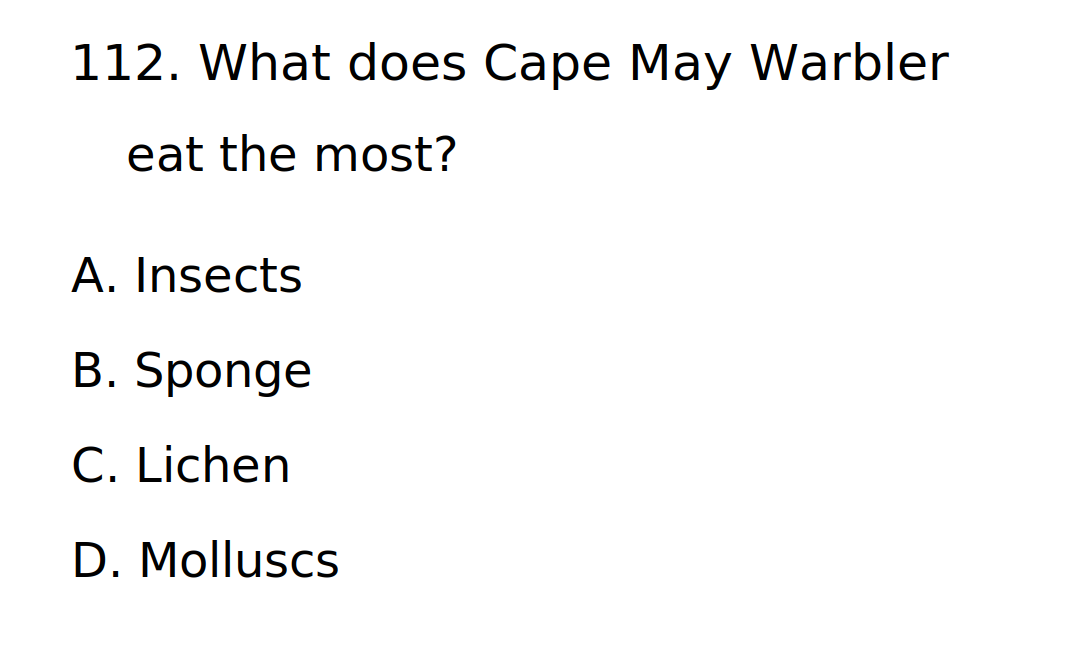 112. What does Cape May Warbler
eat the most?
A. Insects
B. Sponge
C. Lichen
D. Molluscs